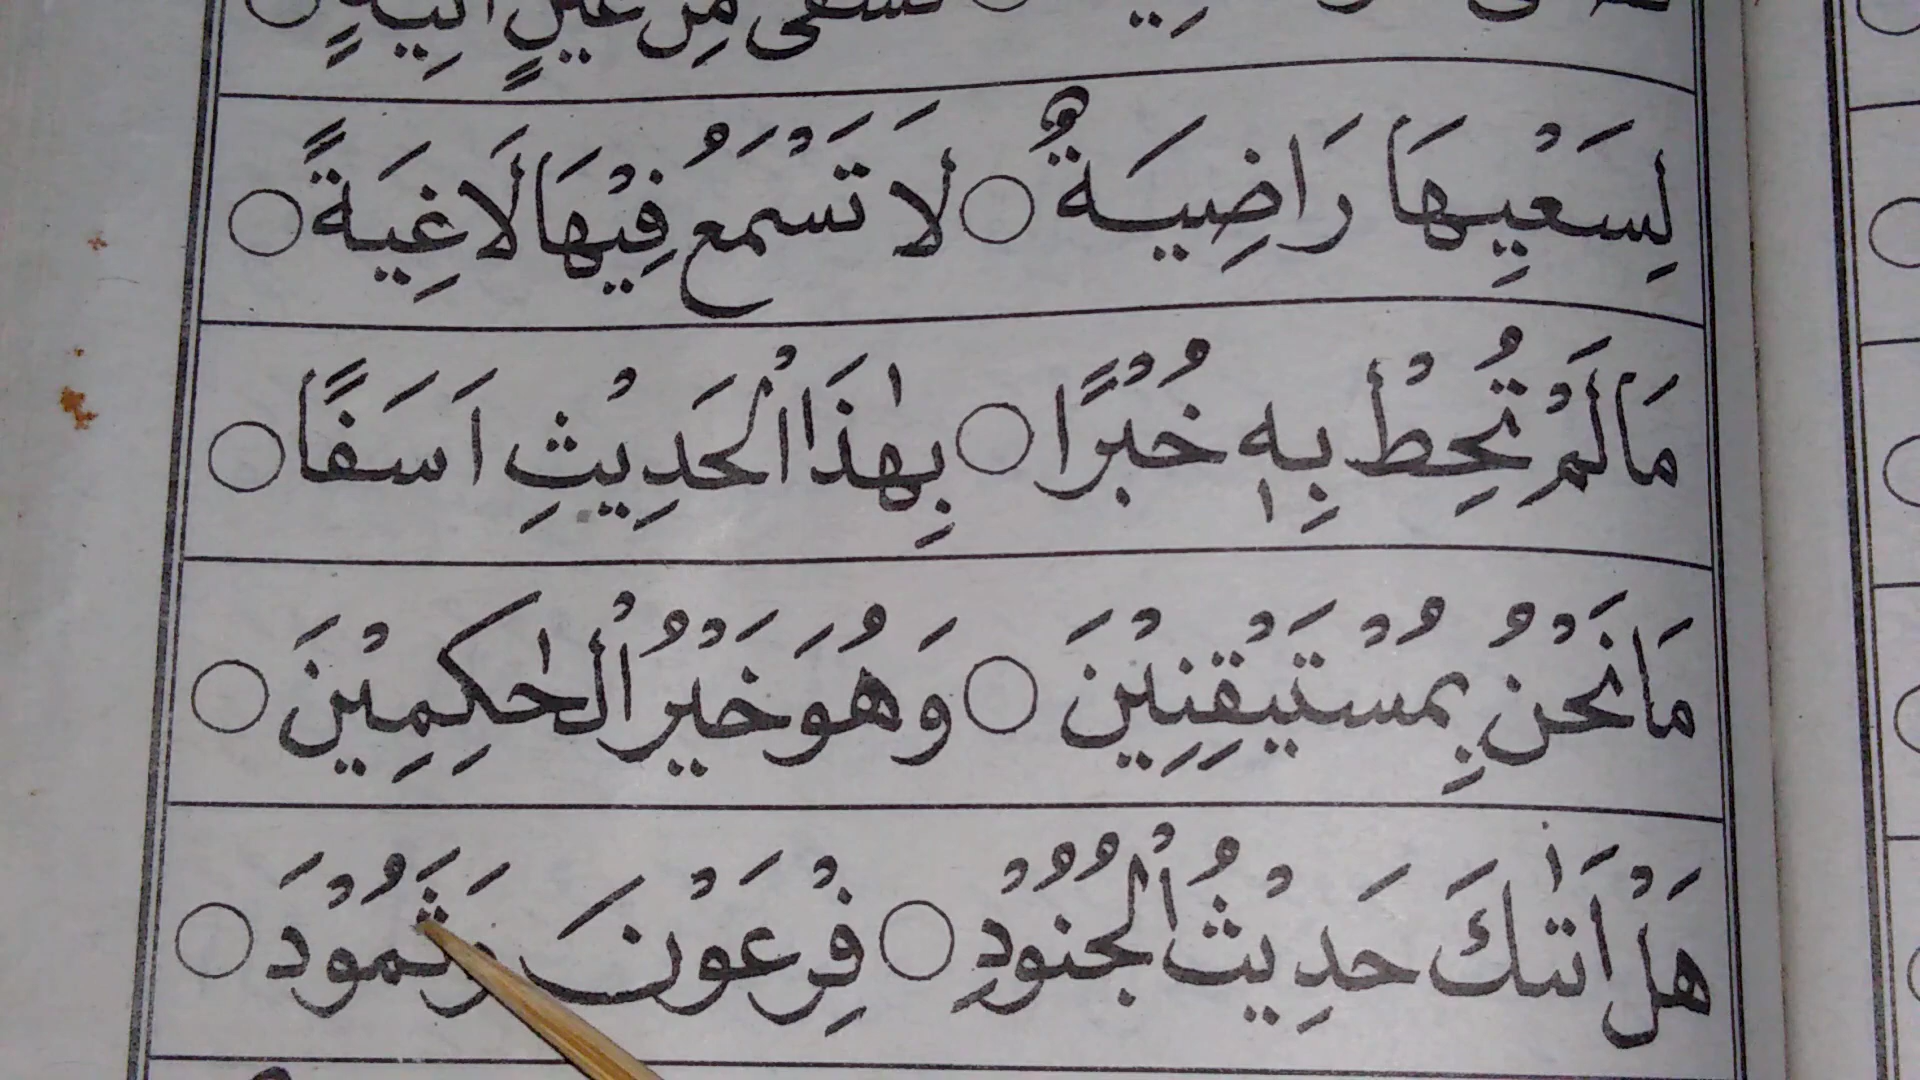 تُسْقٰى مِنْ عَيْنٍ اٰنِيَةٍ ○
لِسَعْيِهَا رَاضِيَةٌ ○ لَا تَسْمَعُ فِيْهَا لَاغِيَةً ○
مَا لَمْ تُحِطْ بِهٖ خُبْرًا ○ بِهٰذَا الْحَدِيْثِ اَسَفًا ○
مَا نَحْنُ بِمُسْتَيْقِنِيْنَ ○ وَهُوَ خَيْرُ الْحٰكِمِيْنَ ○
هَلْ اَتٰىكَ حَدِيْثُ الْجُنُوْدِ ○ فِرْعَوْنَ وَثَمُوْدَ ○